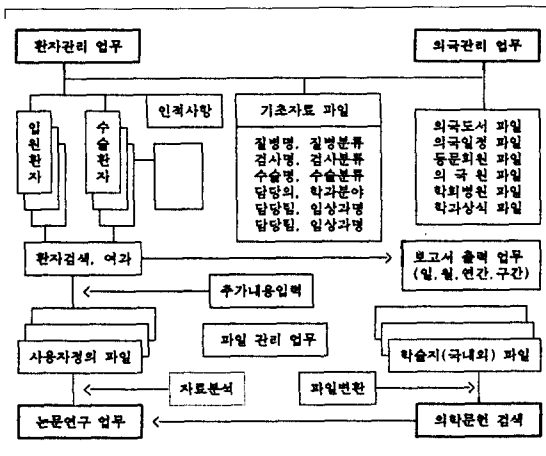 환자관리 업무
의국관리 업무
입원환자
수술환자
인적사항
기초자료 파일
질병명, 질병분류
검사명, 검사분류
수술명, 수술분류
담당의, 학과분야
담당팀, 임상과명
담당팀, 임상과명
의국도서 파일
의국일정 파일
동문회원 파일
의 국 원 파일
학회병원 파일
학과상식 파일
환자검색, 여과
보고서 출력 업무
(일,월,연간,구간)
추가내용입력
사용자정의 파일
파일 관리 업무
학술지(국내외) 파일
자료분석
파일변환
논문연구 업무
의학문헌 검색